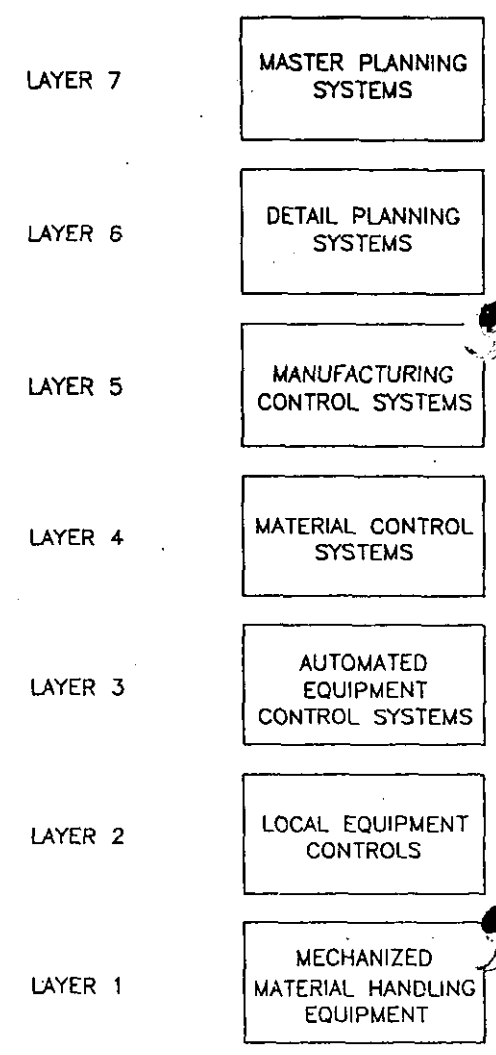 LAYER 7
MASTER PLANNING
SYSTEMS
LAYER 6
DETAIL PLANNING
SYSTEMS
LAYER 5
MANUFACTURING
CONTROL SYSTEMS
LAYER 4
MATERIAL CONTROL
SYSTEMS
LAYER 3
AUTOMATED
EQUIPMENT
CONTROL SYSTEMS
LAYER 2
LOCAL EQUIPMENT
CONTROLS
LAYER 1
MECHANIZED
MATERIAL HANDLING
EQUIPMENT